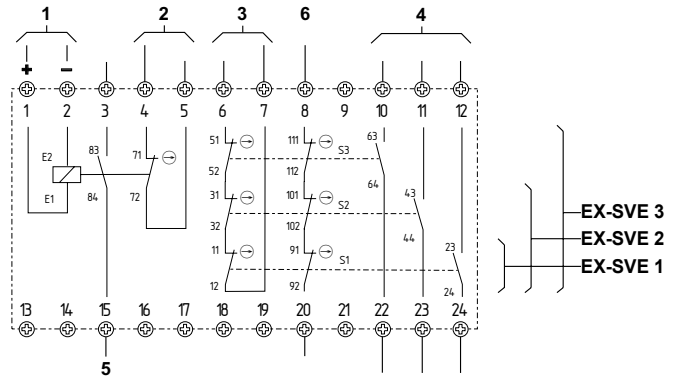 1 2 3 6 4
+ −
1 2 3 4 5 6 7 8 9 10 11 12
51 111 63
83 71
E2 S3
52 112 64
E1 84 72
31 101 43
S2
32 102 44
11 91 23
S1
12 92 24
EX-SVE 3
EX-SVE 2
EX-SVE 1
13 14 15 16 17 18 19 20 21 22 23 24
5